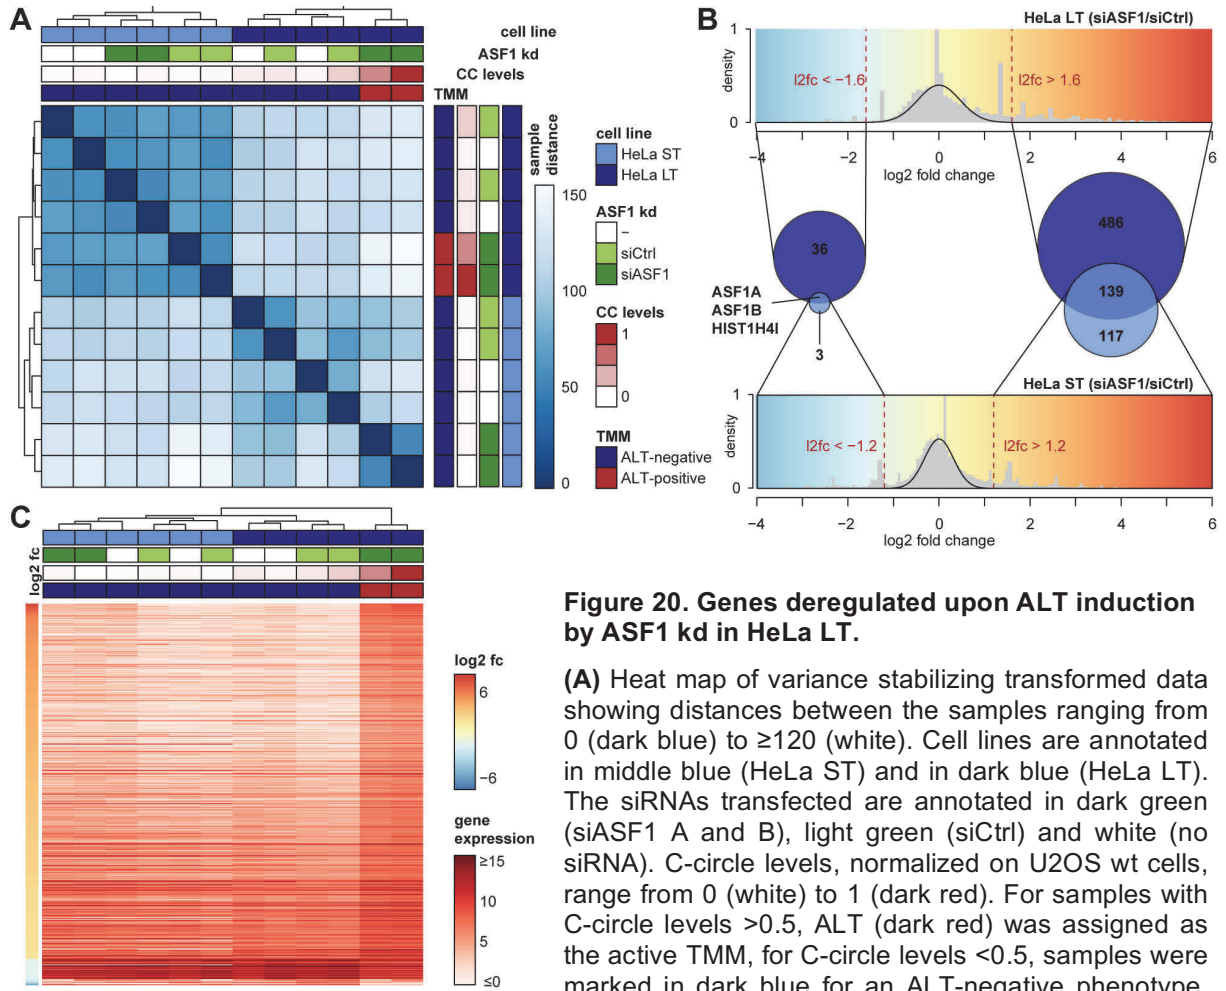 A
cell line
ASF1 kd
CC levels
TMM
sample
distance
150
100
50
0
cell line
HeLa ST
HeLa LT
ASF1 kd
–
siCtrl
siASF1
CC levels
1
0
TMM
ALT-negative
ALT-positive
B
HeLa LT (siASF1/siCtrl)
1
density
0
l2fc < −1.6
l2fc > 1.6
−4 −2 0 2 4 6
log2 fold change
36
486
139
117
ASF1A
ASF1B
HIST1H4I
3
HeLa ST (siASF1/siCtrl)
1
density
0
l2fc < −1.2
l2fc > 1.2
−4 −2 0 2 4 6
log2 fold change
C
log2 fc
log2 fc
6
−6
gene
expression
≥15
10
5
≤0
Figure 20. Genes deregulated upon ALT induction
by ASF1 kd in HeLa LT.
(A) Heat map of variance stabilizing transformed data
showing distances between the samples ranging from
0 (dark blue) to ≥120 (white). Cell lines are annotated
in middle blue (HeLa ST) and in dark blue (HeLa LT).
The siRNAs transfected are annotated in dark green
(siASF1 A and B), light green (siCtrl) and white (no
siRNA). C-circle levels, normalized on U2OS wt cells,
range from 0 (white) to 1 (dark red). For samples with
C-circle levels >0.5, ALT (dark red) was assigned as
the active TMM, for C-circle levels <0.5, samples were
marked in dark blue for an ALT-negative phenotype.